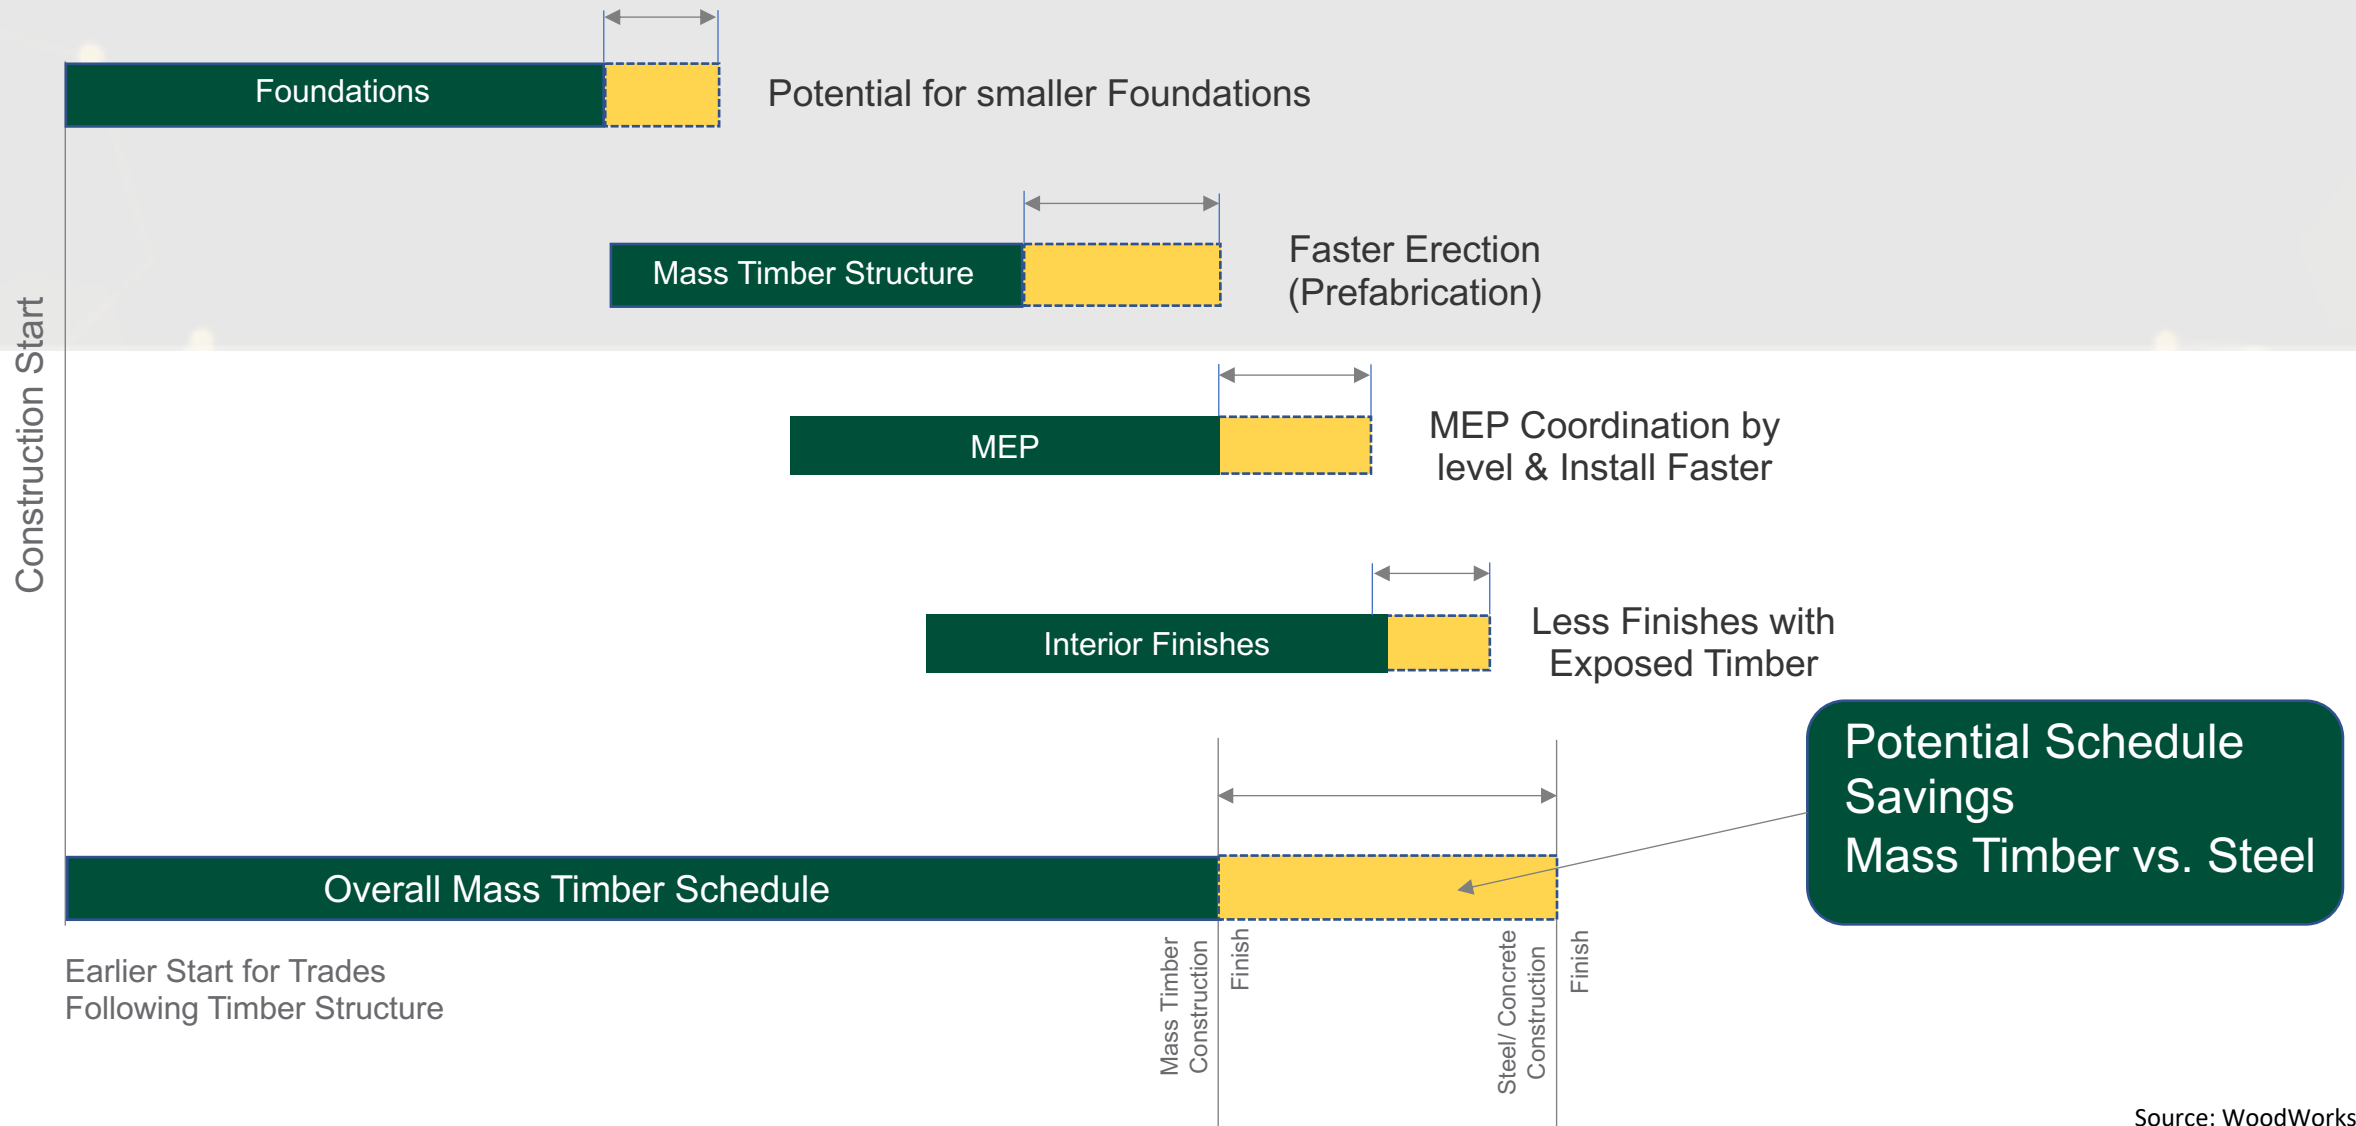 Foundations
Potential for smaller Foundations
Mass Timber Structure
Faster Erection
(Prefabrication)
Construction Start
MEP
MEP Coordination by
level & Install Faster
Interior Finishes
Less Finishes with
Exposed Timber
Potential Schedule
Savings
Mass Timber vs. Steel
Overall Mass Timber Schedule
Earlier Start for Trades
Following Timber Structure
Mass Timber
Construction
Finish
Steel/ Concrete
Construction
Finish
Source: WoodWorks